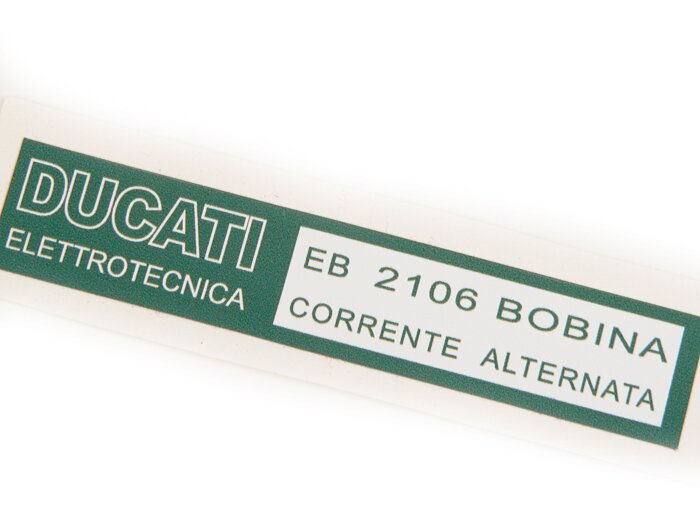 DUCATI
ELETTROTECNICA
EB 2106 BOBINA
CORRENTE ALTERNATA